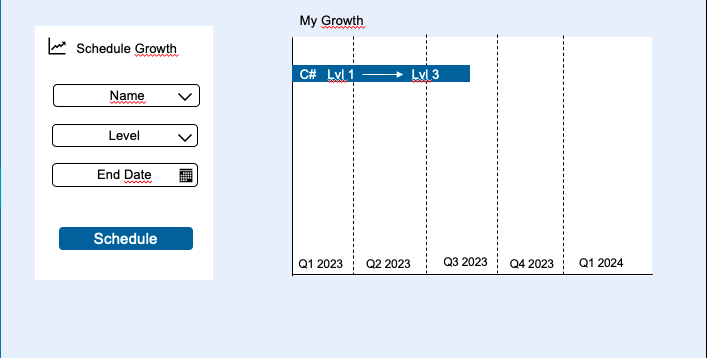 Schedule Growth
Name
Level
End Date
Schedule
My Growth
C# Lvl 1 Lvl 3
Q1 2023 Q2 2023 Q3 2023 Q4 2023 Q1 2024